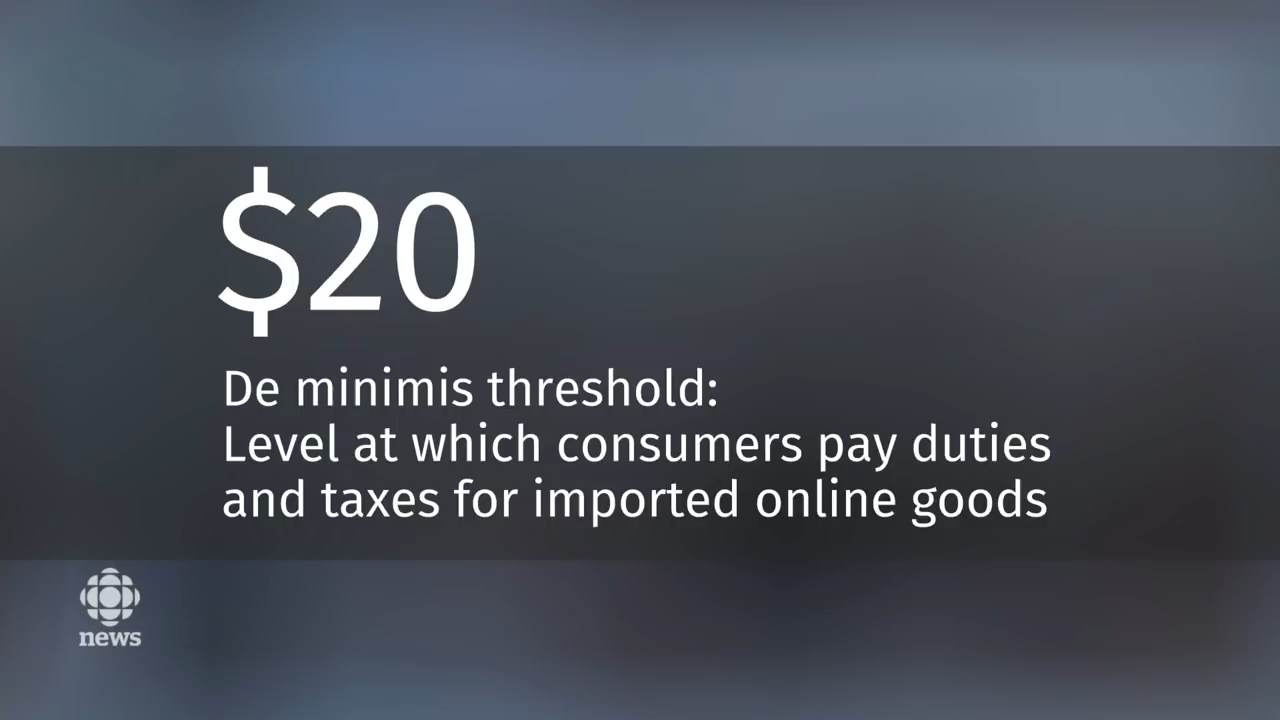 $20
De minimis threshold:
Level at which consumers pay duties
and taxes for imported online goods
news